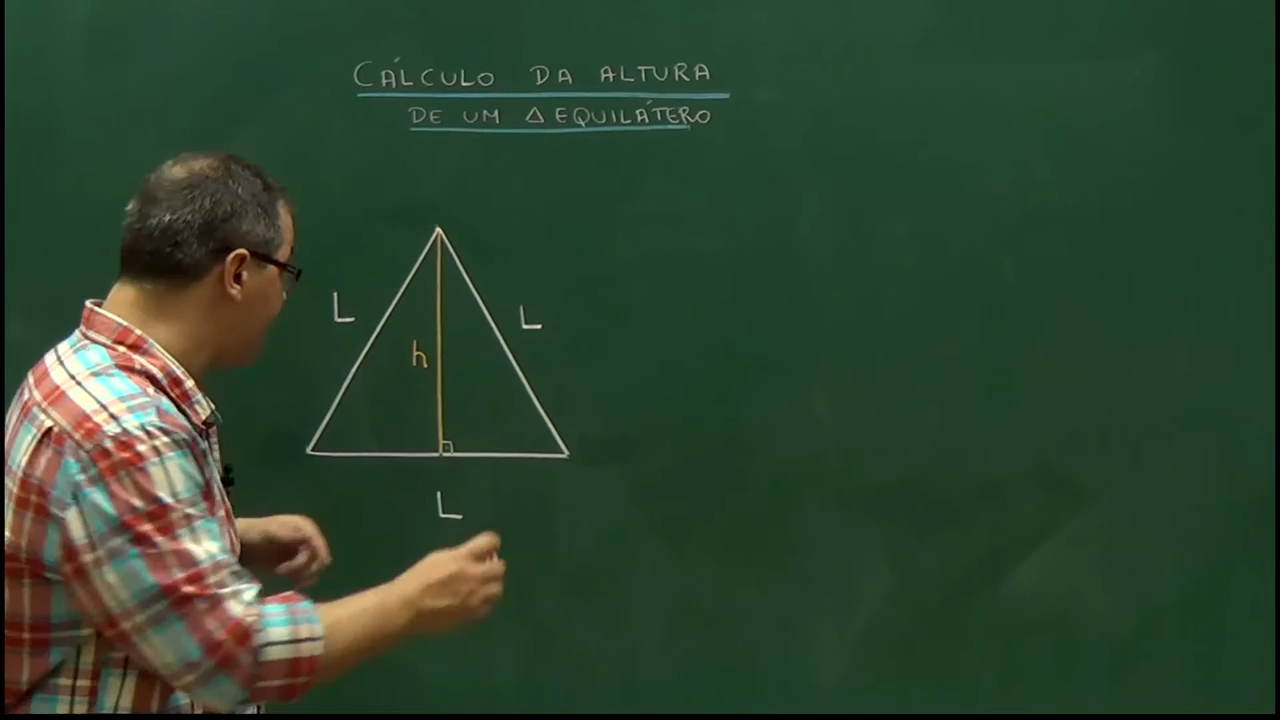 CÁLCULO DA ALTURA
DE UM Δ EQUILÁTERO
L
L
h
L